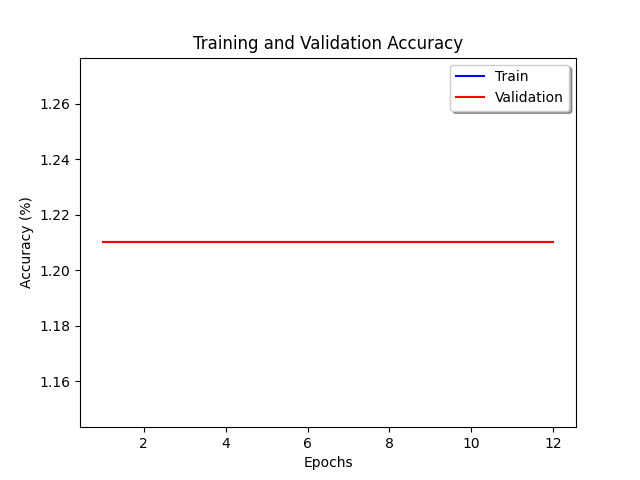 Training and Validation Accuracy
Train
Validation
1.26
1.24
1.22
1.20
1.18
1.16
Accuracy (%)
2 4 6 8 10 12
Epochs